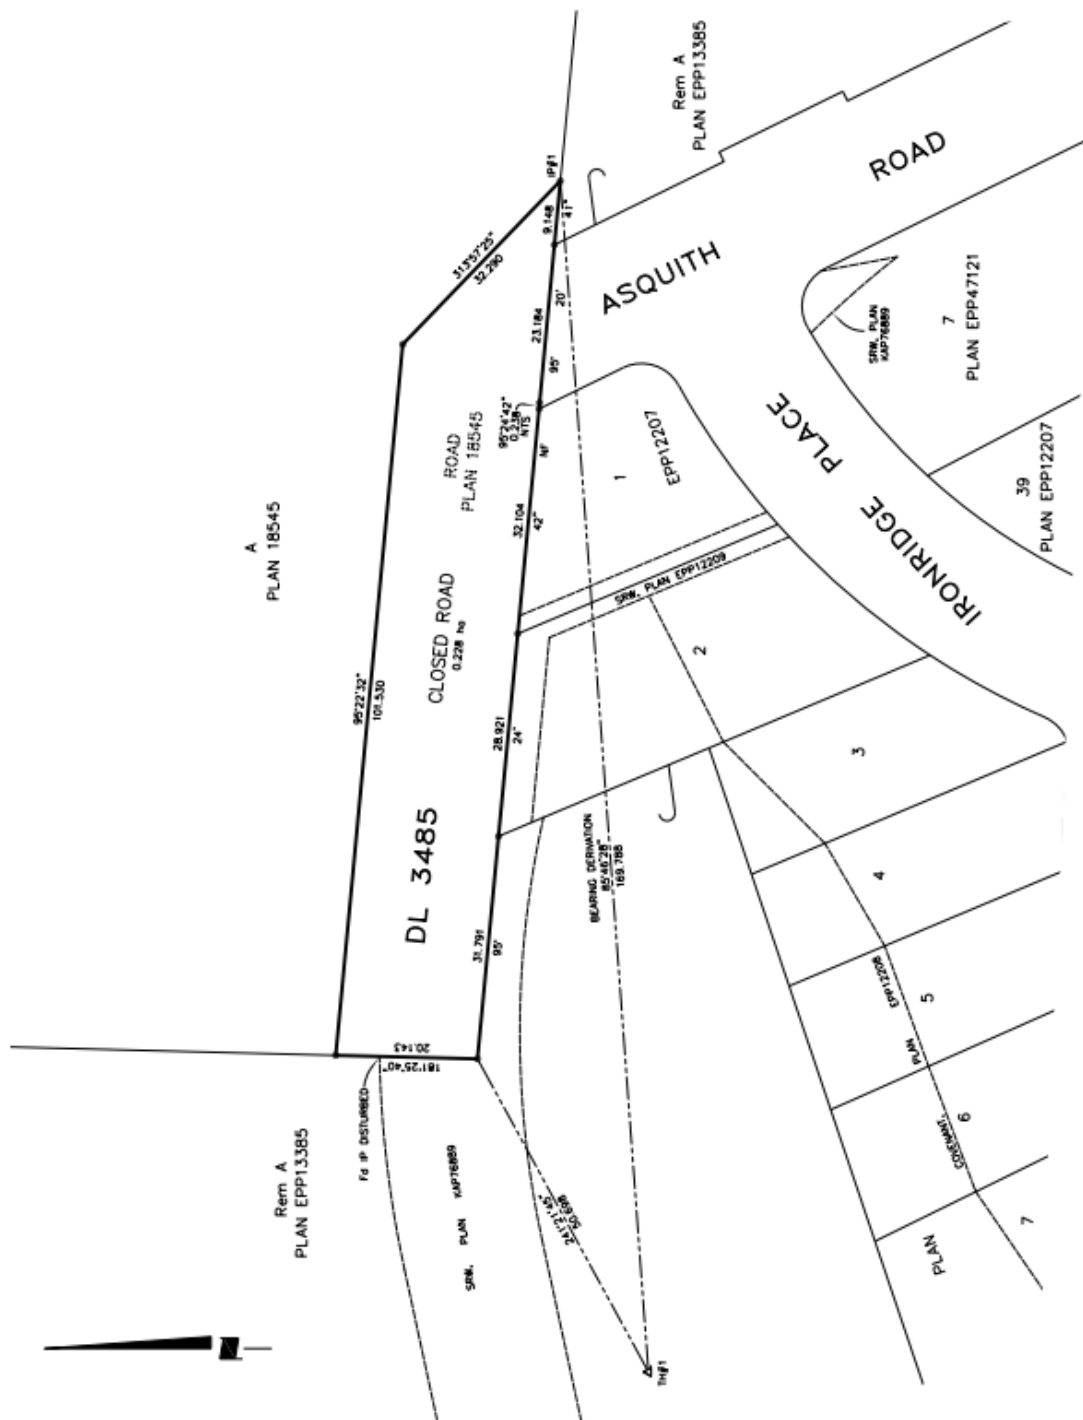 Rem A
PLAN EPP13385
IP#1
ROAD
313°57'25"
32.290
9.148
41"
ASQUITH
20'
23.184
95'
SRW. PLAN
KAP76889
7
PLAN EPP47121
95°24'42"
0.238
NTS
NF
ROAD
PLAN 18545
A
PLAN 18545
1
EPP12207
IRONRIDGE PLACE
39
PLAN EPP12207
32.104
42"
SRW. PLAN EPP12209
CLOSED ROAD
0.228 ha
95°22'32"
101.530
28.921
24"
2
3
DL 3485
BEARING DERIVATION
85°46'28"
169.788
31.791
95'
4
5
6
7
COVENANT, PLAN EPP12208
181°25'40"
20.143
Fd IP DISTURBED
Rem A
PLAN EPP13385
SRW. PLAN KAP76889
241°21'45"
50.698
PLAN
N
TH#1